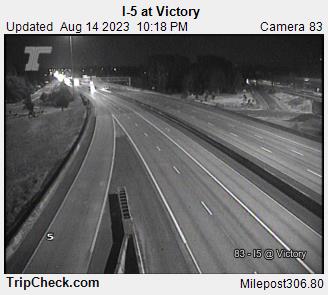 I-5 at Victory
Updated Aug 14 2023 10:18 PM Camera 83
T
S
83 - I5 @ Victory
TripCheck.com Milepost306.80